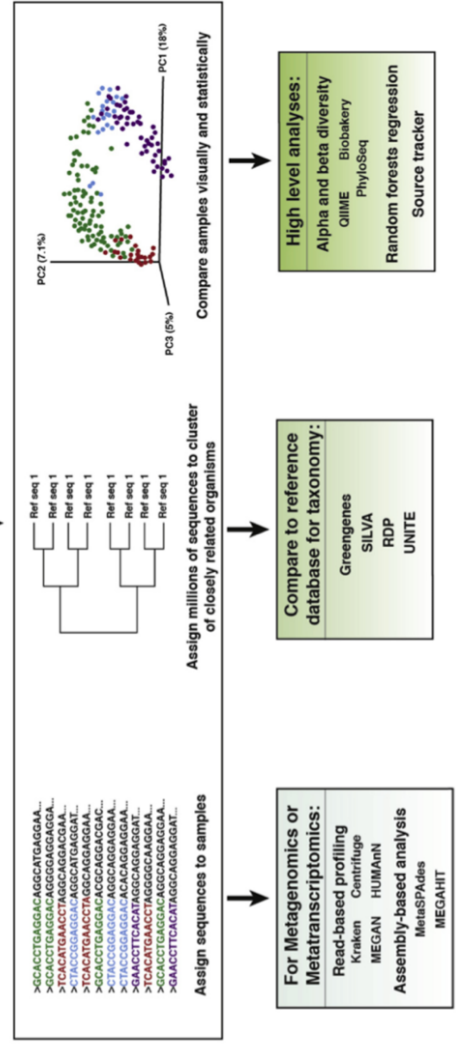 >GCACCTGAGGACAGGCATGAGGAA...
>GCACCTGAGGACAGGGGAGGAGGA...
>TCACATGAACCTAGGCAGGACGAA...
>CTACCGGAGGACAGGCATGAGGAT...
>TCACATGAACCTAGGCAGGAGGAA...
>GCACCTGAGGACACGCAGGACGAC...
>CTACCGGAGGACAGGCAGGAGGAA...
>CTACCGGAGGACACACAGGAGGAA...
>GAACCTTCACATAGGCAGGAGGAT...
>TCACATGAACCTAGGGGCAAGGAA...
>GCACCTGAGGACAGGCAGGAGGAA...
>GAACCTTCACATAGGCAGGAGGAT...
Assign sequences to samples
Ref seq 1
Ref seq 1
Ref seq 1
Ref seq 1
Ref seq 1
Ref seq 1
Ref seq 1
Ref seq 1
Assign millions of sequences to cluster
of closely related organisms
PC2 (7.1%)
PC1 (18%)
PC3 (5%)
Compare samples visually and statistically
For Metagenomics or
Metatranscriptomics:
Read-based profiling
Kraken Centrifuge
MEGAN HUMAnN
Assembly-based analysis
MetaSPAdes
MEGAHIT
Compare to reference
database for taxonomy:
Greengenes
SILVA
RDP
UNITE
High level analyses:
Alpha and beta diversity
QIIME Biobakery
PhyloSeq
Random forests regression
Source tracker